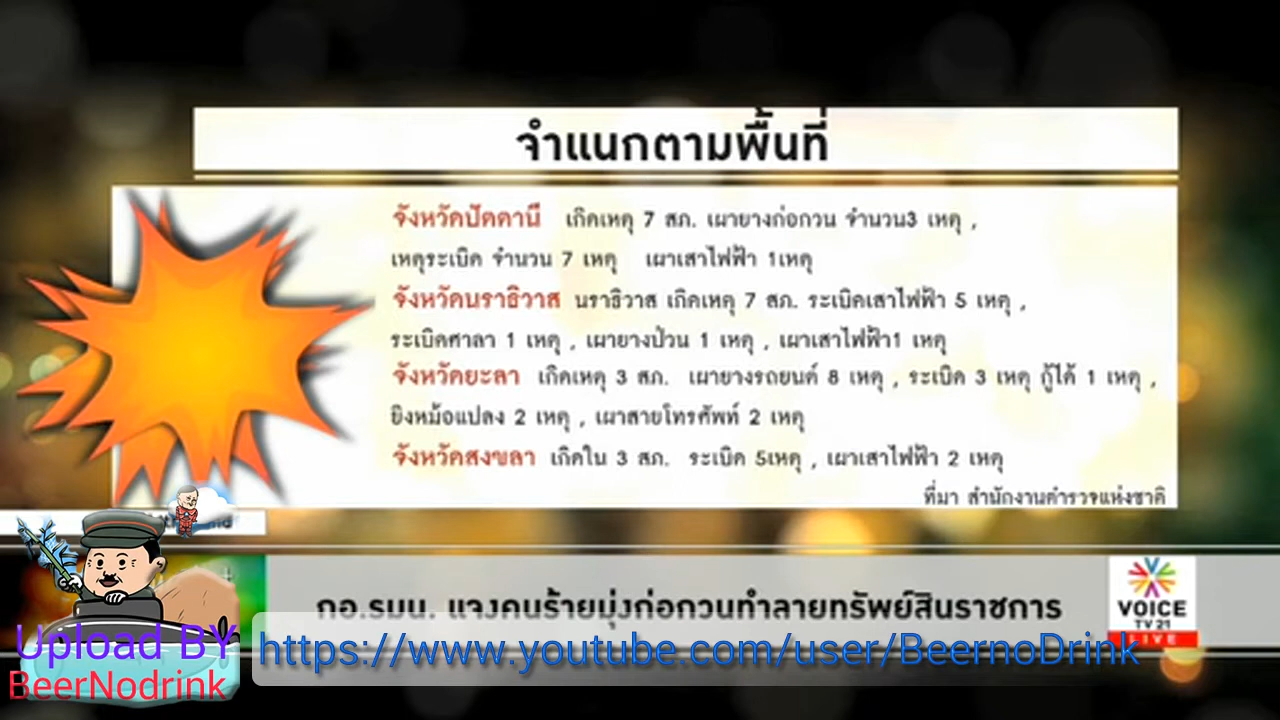 จำแนกตามพื้นที่
จังหวัดปัตตานี เกิดเหตุ 7 สภ. เผายางก่อกวน จำนวน3 เหตุ ,
เหตุระเบิด จำนวน 7 เหตุ เผาเสาไฟฟ้า 1เหตุ
จังหวัดนราธิวาส นราธิวาส เกิดเหตุ 7 สภ. ระเบิดเสาไฟฟ้า 5 เหตุ ,
ระเบิดศาลา 1 เหตุ , เผายางป่วน 1 เหตุ , เผาเสาไฟฟ้า1 เหตุ
จังหวัดยะลา เกิดเหตุ 3 สภ. เผายางรถยนต์ 8 เหตุ , ระเบิด 3 เหตุ กู้ได้ 1 เหตุ ,
ยิงหม้อแปลง 2 เหตุ , เผาสายโทรศัพท์ 2 เหตุ
จังหวัดสงขลา เกิดใน 3 สภ. ระเบิด 5เหตุ , เผาเสาไฟฟ้า 2 เหตุ
ที่มา สำนักงานตำรวจแห่งชาติ
กอ.รมน. แจงคนร้ายมุ่งก่อกวนทำลายทรัพย์สินราชการ
VOICE
TV 21
LIVE
Upload BY
BeerNodrink
https://www.youtube.com/user/BeernoDrink